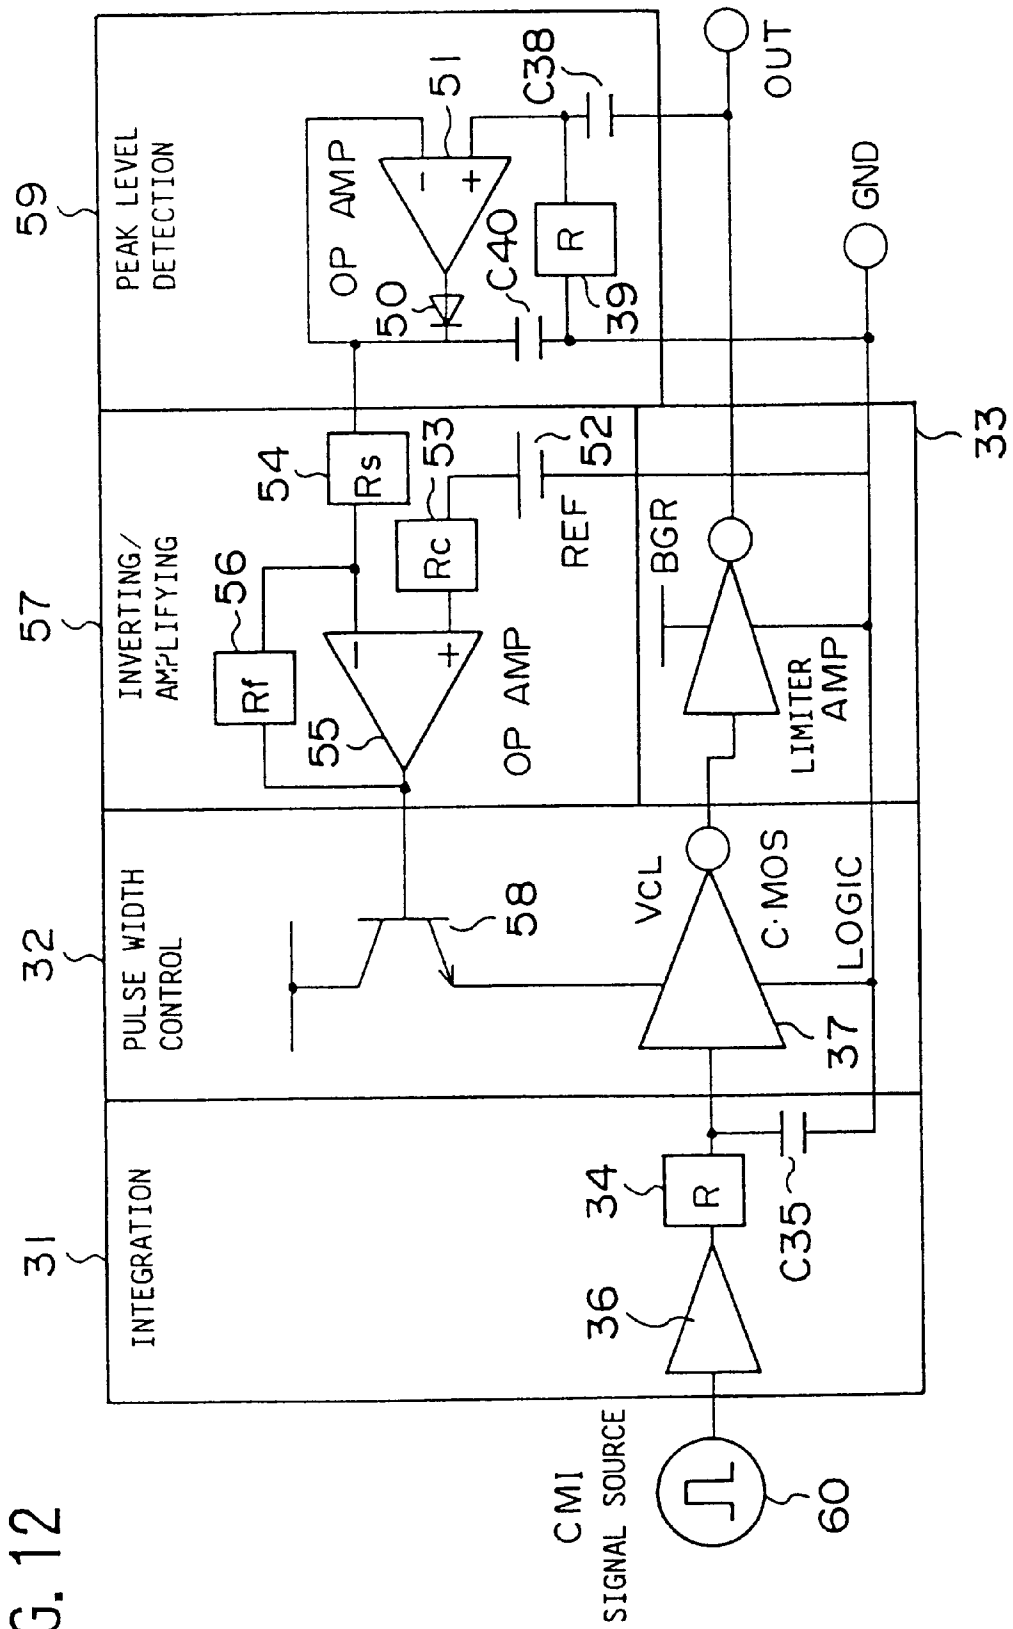 G. 12
31
INTEGRATION
32
PULSE WIDTH
CONTROL
57
INVERTING/
AMPLIFYING
59
PEAK LEVEL
DETECTION
CMI
SIGNAL SOURCE
60
36
34
R
C35
58
VCL
C·MOS
LOGIC
37
56
Rf
55
OP AMP
54
Rs
53
Rc
52
REF
BGR
LIMITER
AMP
33
OP AMP
51
50
C40
R
39
C38
OUT
GND
-
+
-
+